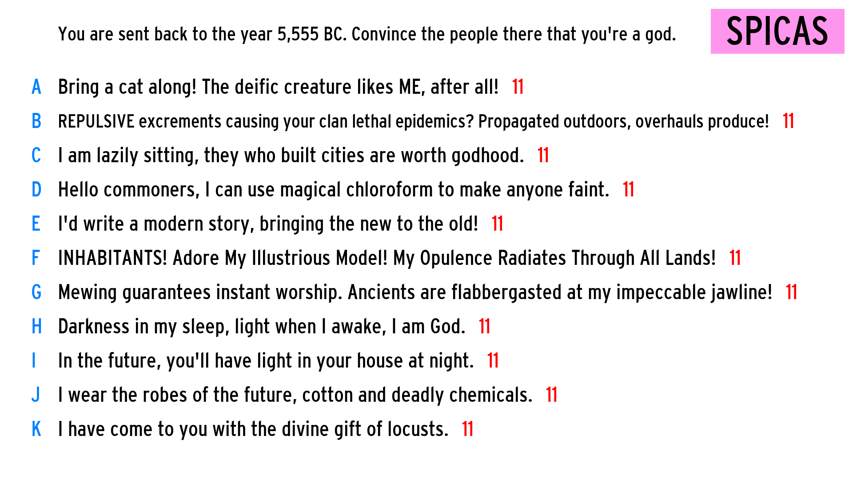 You are sent back to the year 5,555 BC. Convince the people there that you're a god.
SPICAS
A Bring a cat along! The deific creature likes ME, after all! 11
B REPULSIVE excrements causing your clan lethal epidemics? Propagated outdoors, overhauls produce! 11
C I am lazily sitting, they who built cities are worth godhood. 11
D Hello commoners, I can use magical chloroform to make anyone faint. 11
E I'd write a modern story, bringing the new to the old! 11
F INHABITANTS! Adore My Illustrious Model! My Opulence Radiates Through All Lands! 11
G Mewing guarantees instant worship. Ancients are flabbergasted at my impeccable jawline! 11
H Darkness in my sleep, light when I awake, I am God. 11
I In the future, you'll have light in your house at night. 11
J I wear the robes of the future, cotton and deadly chemicals. 11
K I have come to you with the divine gift of locusts. 11